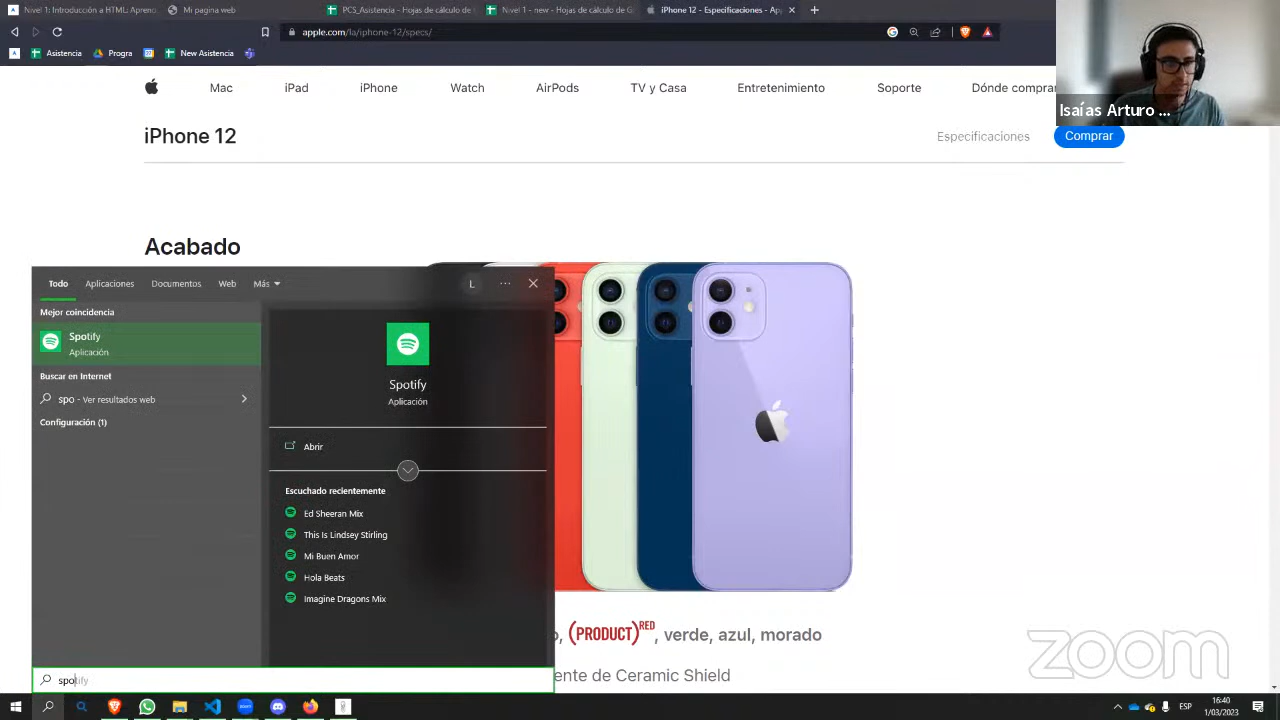 Introducción a HTML: Apren
Mi pagina web
PCS_Asistencia - Hojas de cálculo de
Nivel 1 - new - Hojas de cálculo de G
iPhone 12 - Especificaciones - App
apple.com/la/iphone-12/specs/
Asistencia
Progra
New Asistencia
Mac
iPad
iPhone
Watch
AirPods
TV y Casa
Entretenimiento
Soporte
Dónde comprar
Isaías Arturo ...
iPhone 12
Especificaciones
Comprar
Acabado
Todo
Aplicaciones
Documentos
Web
Más
L
Mejor coincidencia
Spotify
Aplicación
Buscar en Internet
spo - Ver resultados web
Configuración (1)
Spotify
Aplicación
Abrir
Escuchado recientemente
Ed Sheeran Mix
This Is Lindsey Stirling
Mi Buen Amor
Hola Beats
Imagine Dragons Mix
o, (PRODUCT)RED, verde, azul, morado
ente de Ceramic Shield
zoom
spotify
ESP
16:40
1/03/2023